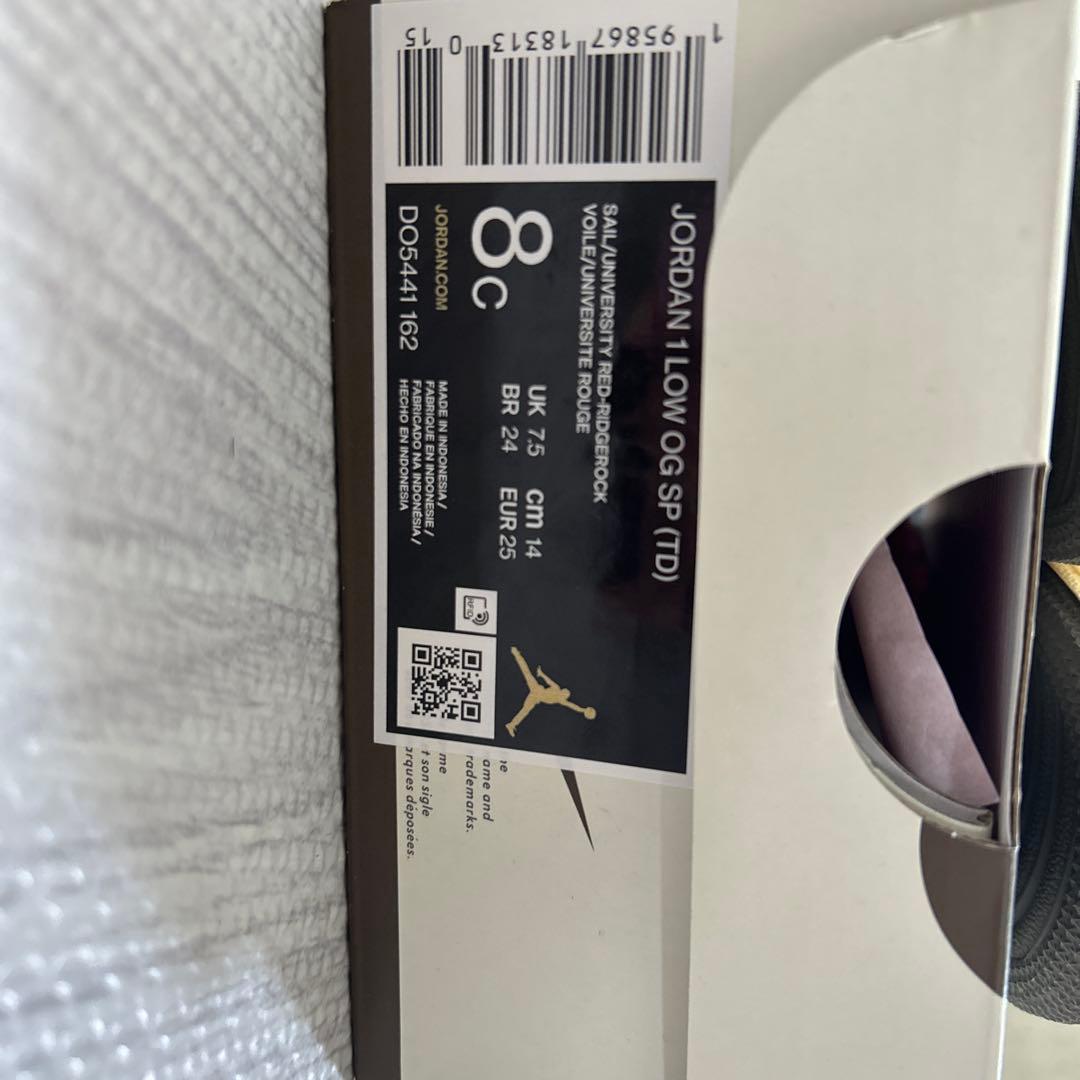 JORDAN 1 LOW OG SP (TD)
SAIL/UNIVERSITY RED-RIDGEROCK
VOILE/UNIVERSITE ROUGE
8C
UK 7.5 cm 14
BR 24 EUR 25
JORDAN.COM
DO5441 162
MADE IN INDONESIA /
FABRIQUE EN INDONESIE /
FABRICADO NA INDONÉSIA /
HECHO EN INDONESIA
RFID
1 95867 18313 0 15
ame and
rademarks.
me
t son sigle
arques déposées.